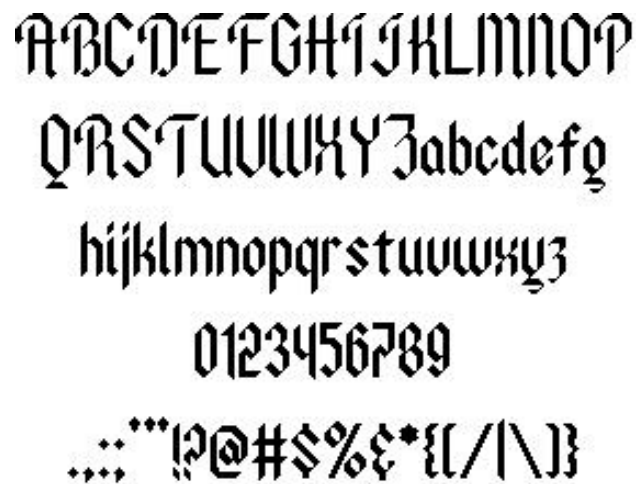 ABCDEFGHIJKLMNOP
QRSTUVWXYZabcdefg
hijklmnopqrstuvwxyz
0123456789
.,:;'"!?@#$%&*{[/|\]}